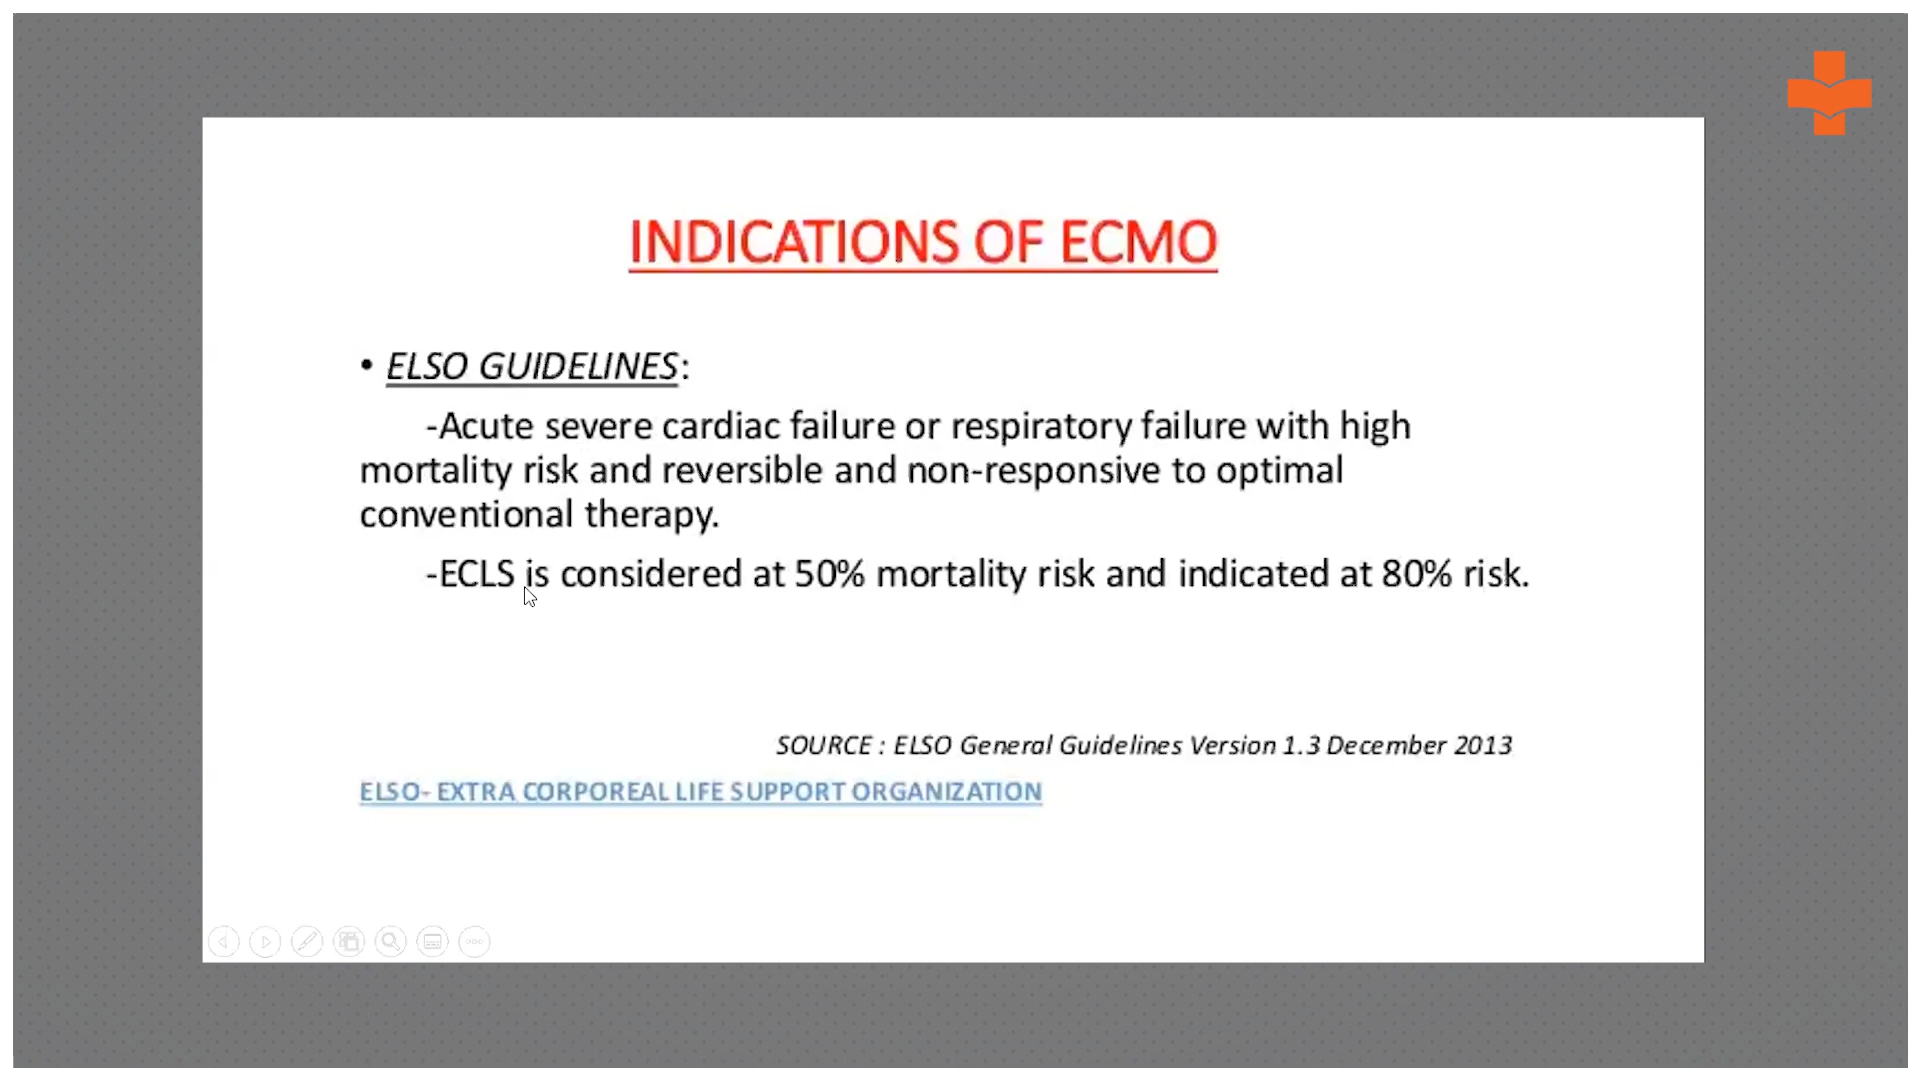 INDICATIONS OF ECMO
• ELSO GUIDELINES:
-Acute severe cardiac failure or respiratory failure with high
mortality risk and reversible and non-responsive to optimal
conventional therapy.
-ECLS is considered at 50% mortality risk and indicated at 80% risk.
SOURCE : ELSO General Guidelines Version 1.3 December 2013
ELSO- EXTRA CORPOREAL LIFE SUPPORT ORGANIZATION